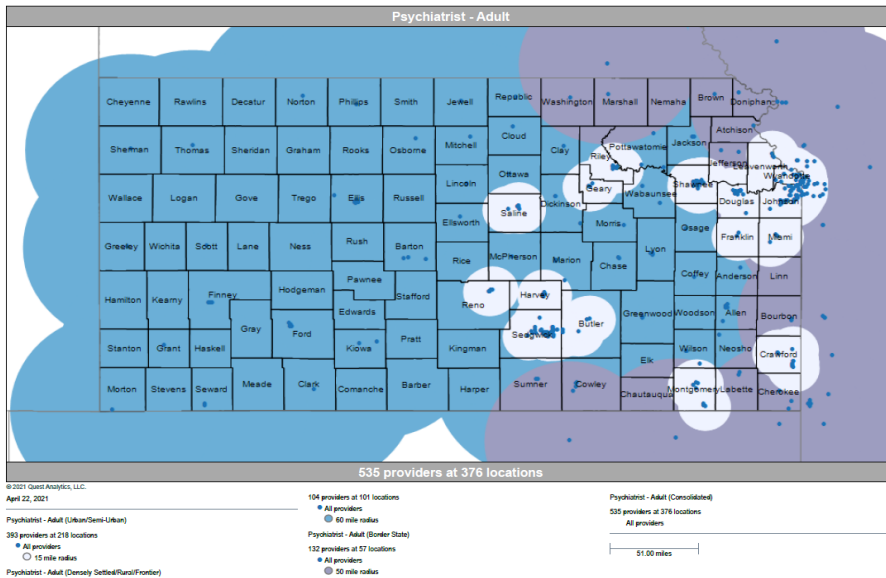 Psychiatrist - Adult
Cheyenne Rawlins Decatur Norton Phillips Smith Jewell Republic Washington Marshall Nemaha Brown Doniphan
Atchison
Sherman Thomas Sheridan Graham Rooks Osborne Mitchell Cloud Clay Riley Pottawatomie Jackson Jefferson Leavenworth
Wyandotte
Ottawa
Wallace Logan Gove Trego Ellis Russell Lincoln Saline Dickinson Geary Wabaunsee Shawnee Douglas Johnson
Greeley Wichita Scott Lane Ness Rush Barton Ellsworth McPherson Marion Morris Lyon Osage Franklin Miami
Rice Chase
Hamilton Kearny Finney Hodgeman Pawnee Stafford Reno Harvey Coffey Anderson Linn
Gray Ford Edwards Sedgwick Butler Greenwood Woodson Allen Bourbon
Stanton Grant Haskell Kiowa Pratt Kingman Elk Wilson Neosho Crawford
Morton Stevens Seward Meade Clark Comanche Barber Harper Sumner Cowley Chautauqua Montgomery Labette Cherokee
535 providers at 376 locations
© 2021 Quest Analytics, LLC.
April 22, 2021
Psychiatrist - Adult (Urban/Semi-Urban)
393 providers at 218 locations
All providers
15 mile radius
Psychiatrist - Adult (Densely Settled/Rural/Frontier)
104 providers at 101 locations
All providers
60 mile radius
Psychiatrist - Adult (Border State)
132 providers at 57 locations
All providers
50 mile radius
Psychiatrist - Adult (Consolidated)
535 providers at 376 locations
All providers
51.00 miles